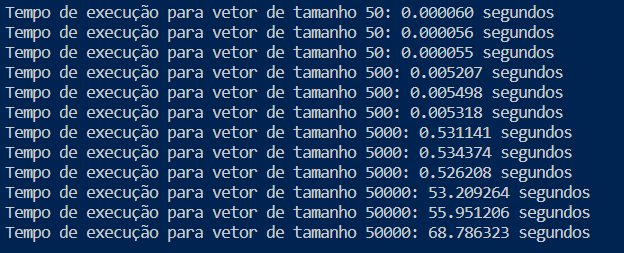 Tempo de execução para vetor de tamanho 50: 0.000060 segundos
Tempo de execução para vetor de tamanho 50: 0.000056 segundos
Tempo de execução para vetor de tamanho 50: 0.000055 segundos
Tempo de execução para vetor de tamanho 500: 0.005207 segundos
Tempo de execução para vetor de tamanho 500: 0.005498 segundos
Tempo de execução para vetor de tamanho 500: 0.005318 segundos
Tempo de execução para vetor de tamanho 5000: 0.531141 segundos
Tempo de execução para vetor de tamanho 5000: 0.534374 segundos
Tempo de execução para vetor de tamanho 5000: 0.526208 segundos
Tempo de execução para vetor de tamanho 50000: 53.209264 segundos
Tempo de execução para vetor de tamanho 50000: 55.951206 segundos
Tempo de execução para vetor de tamanho 50000: 68.786323 segundos